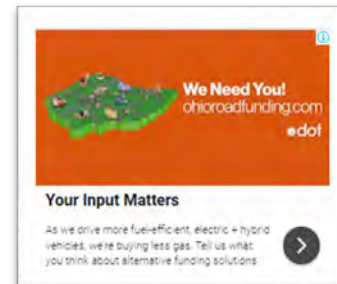 We Need You!
ohioroadfunding.com
dot
Your Input Matters
As we drive more fuel-efficient, electric + hybrid
vehicles, we're buying less gas. Tell us what
you think about alternative funding solutions